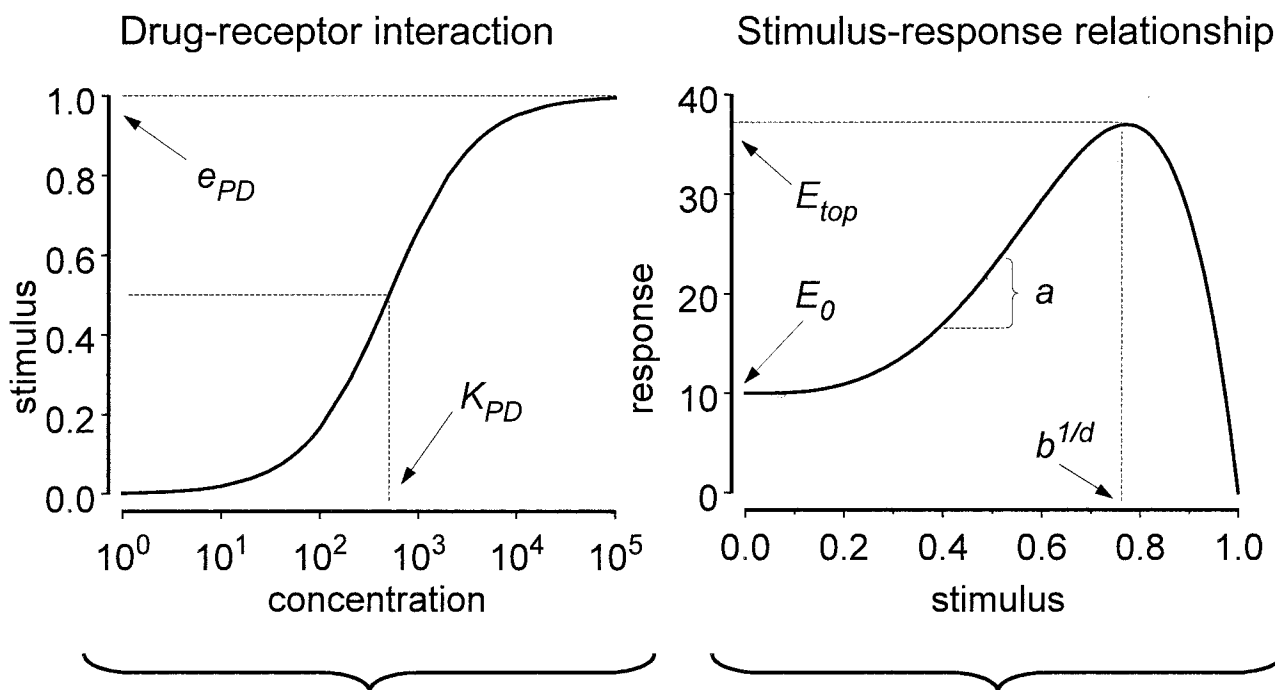 Drug-receptor interaction
1.0
0.8
0.6
0.4
0.2
0.0
stimulus
e_PD
K_PD
10^0 10^1 10^2 10^3 10^4 10^5
concentration
Stimulus-response relationship
40
30
20
10
0
response
E_top
E_0
a
b^1/d
0.0 0.2 0.4 0.6 0.8 1.0
stimulus